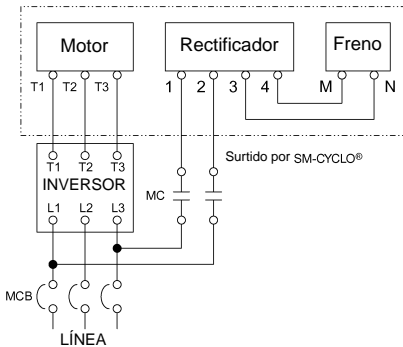 Motor Rectificador Freno
T1 T2 T3 1 2 3 4 M N
Surtido por SM-CYCLO®
T1 T2 T3
INVERSOR
L1 L2 L3
MC
MCB
LÍNEA